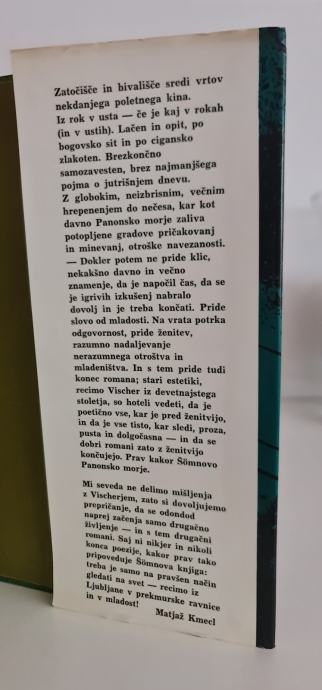 Zatočišče in bivališče sredi vrtov
nekdanjega poletnega kina.
Iz rok v usta — če je kaj v rokah
(in v ustih). Lačen in opit, po
bogovsko sit in po cigansko
zlakoten. Brezkončno
samozavesten, brez najmanjšega
pojma o jutrišnjem dnevu.
Z globokim, neizbrisnim, večnim
hrepenenjem do nečesa, kar kot
davno Panonsko morje zaliva
potopljene gradove pričakovanj
in minevanj, otroške navezanosti.
— Dokler potem ne pride klic,
nekakšno davno in večno
znamenje, da je napočil čas, da se
je igrivih izkušenj nabralo
dovolj in je treba končati. Pride
slovo od mladosti. Na vrata potrka
odgovornost, pride ženitev,
razumno nadaljevanje
nerazumnega otroštva in
mladeništva. In s tem pride tudi
konec romana; stari estetiki,
recimo Vischer iz devetnajstega
stoletja, so hoteli vedeti, da je
poetično vse, kar je pred ženitvijo,
in da je vse tisto, kar sledi, proza,
pusta in dolgočasna — in da se
dobri romani zato z ženitvijo
končujejo. Prav kakor Šömnovo
Panonsko morje.
Mi seveda ne delimo mišljenja
z Vischerjem, zato si dovoljujemo
prepričanje, da se odondod
naprej začenja samo drugačno
življenje — in s tem drugačni
romani. Saj ni nikjer in nikoli
konca poezije, kakor prav tako
pripoveduje Šömnova knjiga:
treba je samo na pravšen način
gledati na svet — recimo iz
Ljubljane v prekmurske ravnice
in v mladost!
Matjaž Kmecl